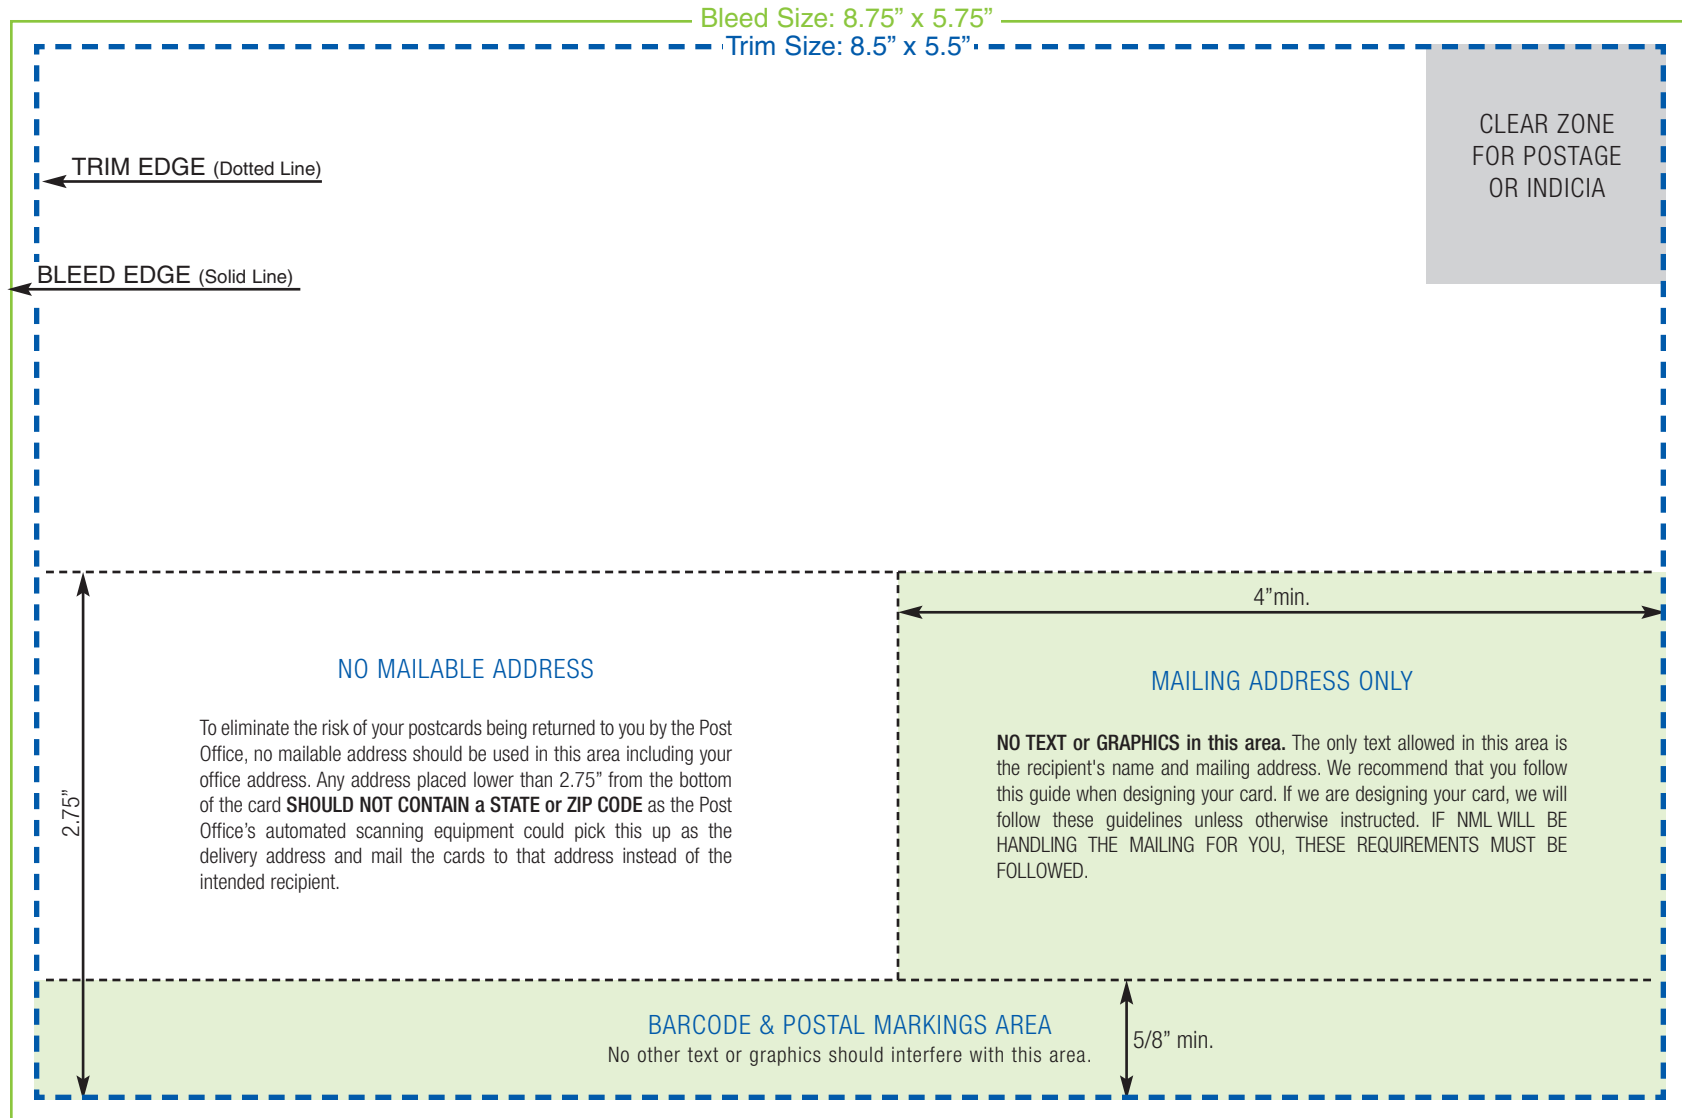 Bleed Size: 8.75” x 5.75”
Trim Size: 8.5” x 5.5”
CLEAR ZONE
FOR POSTAGE
OR INDICIA
TRIM EDGE (Dotted Line)
BLEED EDGE (Solid Line)
2.75”
NO MAILABLE ADDRESS
To eliminate the risk of your postcards being returned to you by the Post
Office, no mailable address should be used in this area including your
office address. Any address placed lower than 2.75” from the bottom
of the card SHOULD NOT CONTAIN a STATE or ZIP CODE as the Post
Office’s automated scanning equipment could pick this up as the
delivery address and mail the cards to that address instead of the
intended recipient.
4”min.
MAILING ADDRESS ONLY
NO TEXT or GRAPHICS in this area. The only text allowed in this area is
the recipient's name and mailing address. We recommend that you follow
this guide when designing your card. If we are designing your card, we will
follow these guidelines unless otherwise instructed. IF NML WILL BE
HANDLING THE MAILING FOR YOU, THESE REQUIREMENTS MUST BE
FOLLOWED.
BARCODE & POSTAL MARKINGS AREA
No other text or graphics should interfere with this area.
5/8” min.